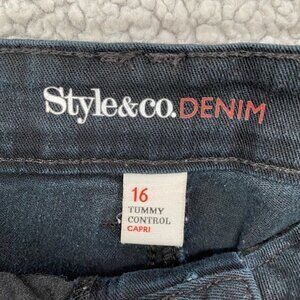 Style&co. DENIM
16
TUMMY
CONTROL
CAPRI